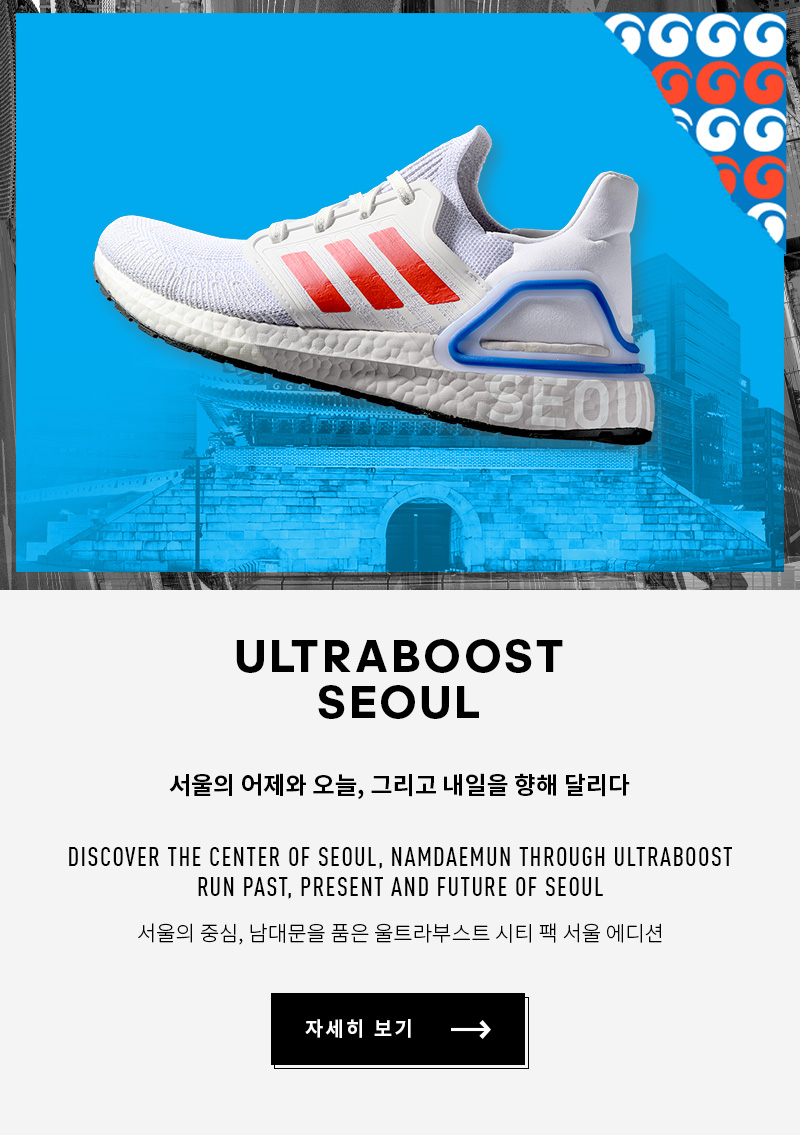 SEOUL
ULTRABOOST
SEOUL
서울의 어제와 오늘, 그리고 내일을 향해 달리다
DISCOVER THE CENTER OF SEOUL, NAMDAEMUN THROUGH ULTRABOOST
RUN PAST, PRESENT AND FUTURE OF SEOUL
서울의 중심, 남대문을 품은 울트라부스트 시티 팩 서울 에디션
자세히 보기